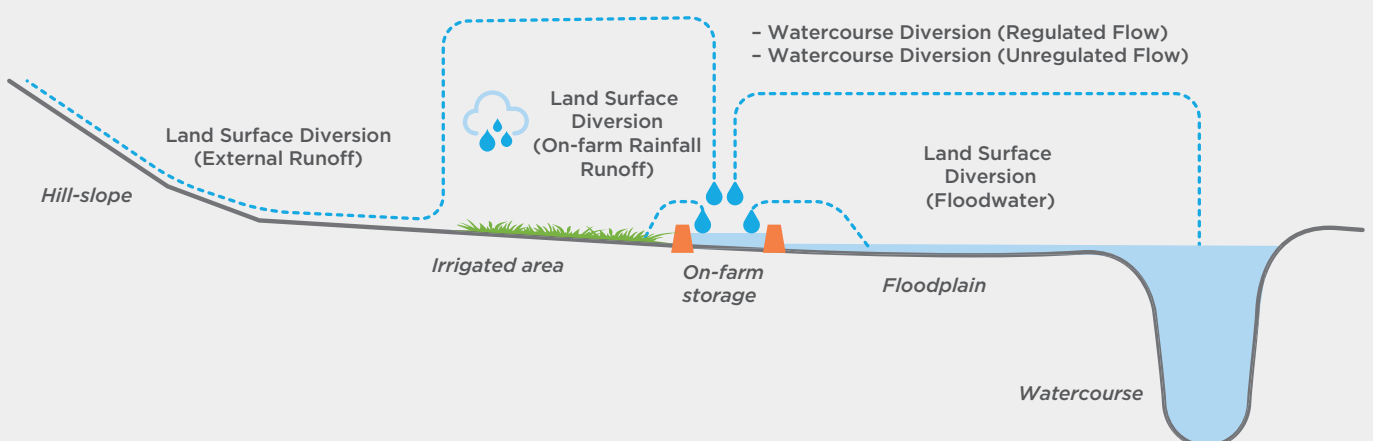 – Watercourse Diversion (Regulated Flow)
– Watercourse Diversion (Unregulated Flow)
Land Surface Diversion
(External Runoff)
Land Surface
Diversion
(On-farm Rainfall
Runoff)
Land Surface
Diversion
(Floodwater)
Hill-slope
Irrigated area
On-farm
storage
Floodplain
Watercourse